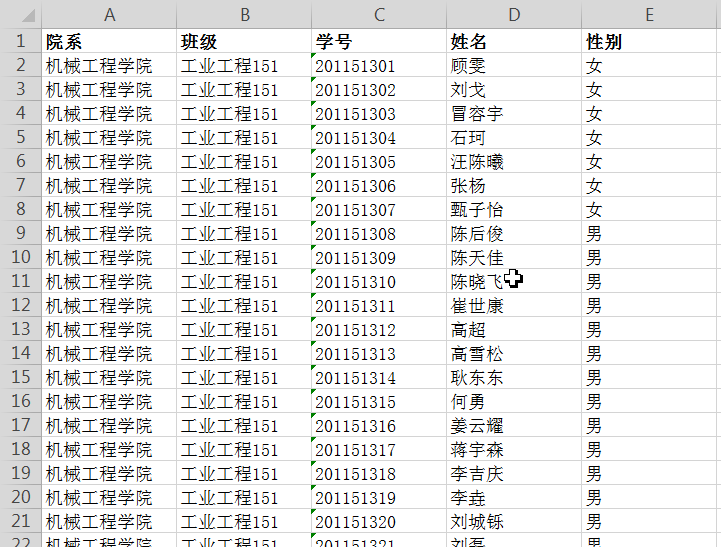 A B C D E
1 院系 班级 学号 姓名 性别
2 机械工程学院 工业工程151 201151301 顾雯 女
3 机械工程学院 工业工程151 201151302 刘戈 女
4 机械工程学院 工业工程151 201151303 冒容宇 女
5 机械工程学院 工业工程151 201151304 石珂 女
6 机械工程学院 工业工程151 201151305 汪陈曦 女
7 机械工程学院 工业工程151 201151306 张杨 女
8 机械工程学院 工业工程151 201151307 甄子怡 女
9 机械工程学院 工业工程151 201151308 陈后俊 男
10 机械工程学院 工业工程151 201151309 陈天佳 男
11 机械工程学院 工业工程151 201151310 陈晓飞 男
12 机械工程学院 工业工程151 201151311 崔世康 男
13 机械工程学院 工业工程151 201151312 高超 男
14 机械工程学院 工业工程151 201151313 高雪松 男
15 机械工程学院 工业工程151 201151314 耿东东 男
16 机械工程学院 工业工程151 201151315 何勇 男
17 机械工程学院 工业工程151 201151316 姜云耀 男
18 机械工程学院 工业工程151 201151317 蒋宇森 男
19 机械工程学院 工业工程151 201151318 李吉庆 男
20 机械工程学院 工业工程151 201151319 李垚 男
21 机械工程学院 工业工程151 201151320 刘城铄 男
22 机械工程学院 工业工程151 201151321 刘磊 男